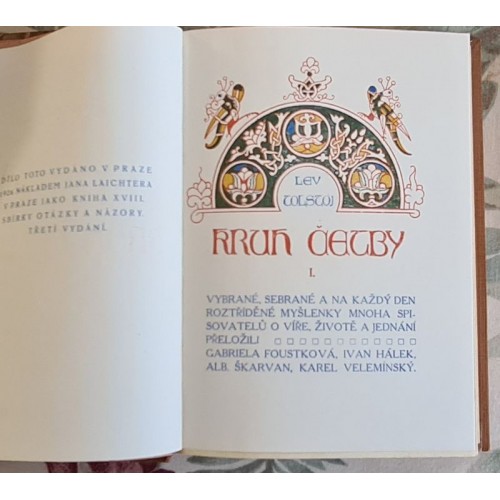 DÍLO TOTO VYDÁNO V PRAZE
1926 NÁKLADEM JANA LAICHTERA
V PRAZE JAKO KNIHA XVIII.
SBÍRKY OTÁZKY A NÁZORY.
TŘETÍ VYDÁNÍ.
LEV
TOLSTOJ
KRUH ČETBY
I.
VYBRANÉ, SEBRANÉ A NA KAŽDÝ DEN
ROZTŘÍDĚNÉ MYŠLENKY MNOHA SPI-
SOVATELŮ O VÍŘE, ŽIVOTĚ A JEDNÁNÍ
PŘELOŽILI
GABRIELA FOUSTKOVÁ, IVAN HÁLEK,
ALB. ŠKARVAN, KAREL VELEMÍNSKÝ.